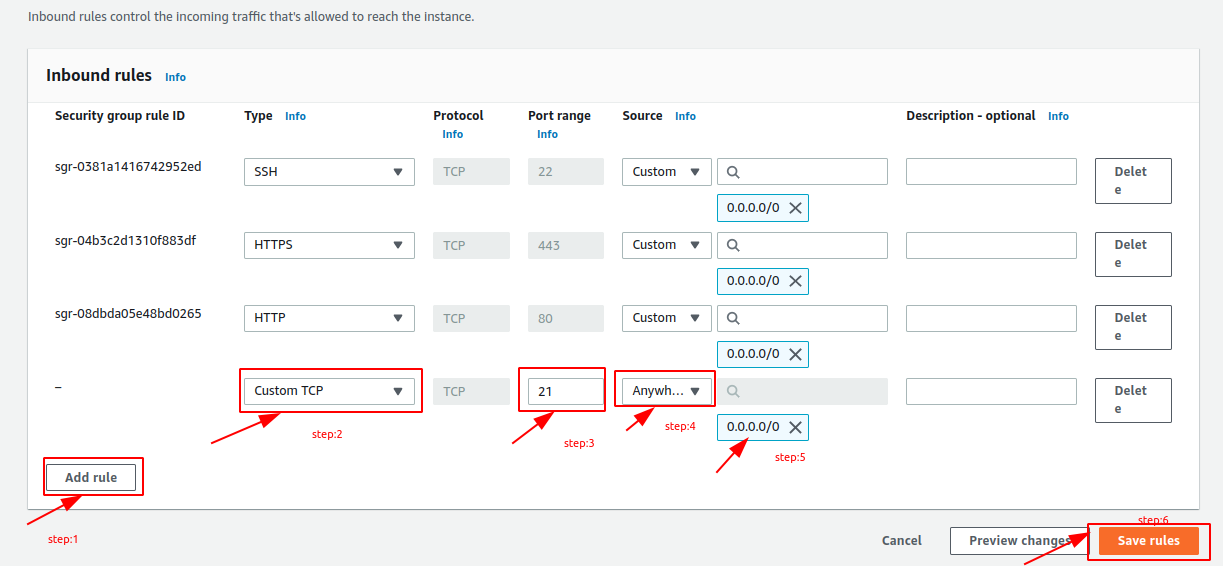 Inbound rules control the incoming traffic that's allowed to reach the instance.
Inbound rules Info
Security group rule ID Type Info Protocol Info Port range Info Source Info Description - optional Info
sgr-0381a1416742952ed SSH TCP 22 Custom Delet
e
0.0.0.0/0
sgr-04b3c2d1310f883df HTTPS TCP 443 Custom Delet
e
0.0.0.0/0
sgr-08dbda05e48bd0265 HTTP TCP 80 Custom Delet
e
0.0.0.0/0
– Custom TCP TCP 21 Anywh... Delet
e
0.0.0.0/0
step:2 step:3 step:4 step:5
Add rule
step:1
step:6
Cancel Preview changes Save rules